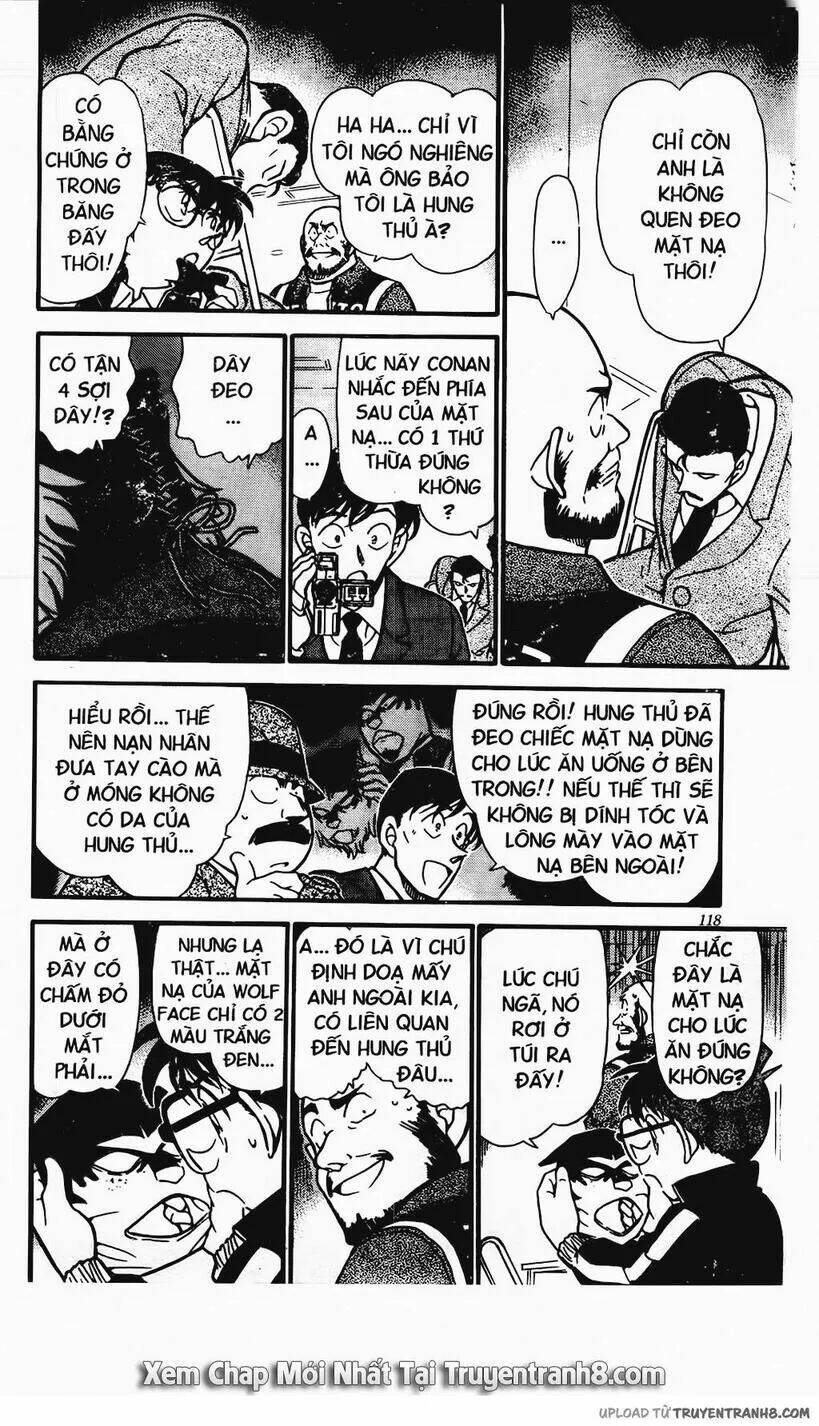 CHỈ CÒN
ANH LÀ
KHÔNG
QUEN ĐEO
MẶT NẠ
THÔI!
...
HA HA... CHỈ VÌ
TÔI NGÓ NGHIÊNG
MÀ ÔNG BẢO
TÔI LÀ HUNG
THỦ À?
CÓ
BẰNG
CHỨNG Ở
TRONG
BĂNG
ĐẤY
THÔI!
LÚC NÃY CONAN
NHẮC ĐẾN PHÍA
SAU CỦA MẶT
NẠ... CÓ 1 THỨ
THỪA ĐÚNG
KHÔNG
?
A
...
DÂY
ĐEO
...
CÓ TẬN
4 SỢI
DÂY!?
ĐÚNG RỒI! HUNG THỦ ĐÃ
ĐEO CHIẾC MẶT NẠ DÙNG
CHO LÚC ĂN UỐNG Ở BÊN
TRONG!! NẾU THẾ THÌ SẼ
KHÔNG BỊ DÍNH TÓC VÀ
LÔNG MÀY VÀO MẶT
NẠ BÊN NGOÀI!
HIỂU RỒI... THẾ
NÊN NẠN NHÂN
ĐƯA TAY CÀO MÀ
Ở MÓNG KHÔNG
CÓ DA CỦA
HUNG THỦ...
118
CHẮC
ĐÂY LÀ
MẶT NẠ
CHO LÚC
ĂN ĐÚNG
KHÔNG?
LÚC CHÚ
NGÃ, NÓ
RƠI Ở
TÚI RA
ĐẤY!
A... ĐÓ LÀ VÌ CHÚ
ĐỊNH DOẠ MẤY
ANH NGOÀI KIA,
CÓ LIÊN QUAN
ĐẾN HUNG THỦ
ĐÂU...
NHƯNG LẠ
THẬT... MẶT
NẠ CỦA WOLF
FACE CHỈ CÓ 2
MÀU TRẮNG
ĐEN...
MÀ Ở
ĐÂY CÓ
CHẤM ĐỎ
DƯỚI
MẮT
PHẢI...
Xem Chap Mới Nhất Tại Truyentranh8.com
UPLOAD TỪ TRUYENTRANH8.COM